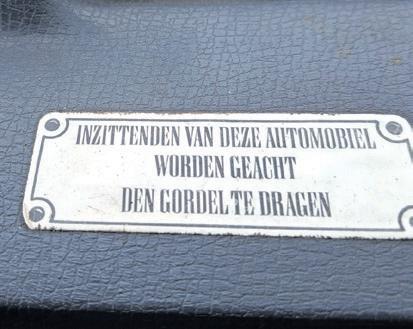 INZITTENDEN VAN DEZE AUTOMOBIEL
WORDEN GEACHT
DEN GORDEL TE DRAGEN